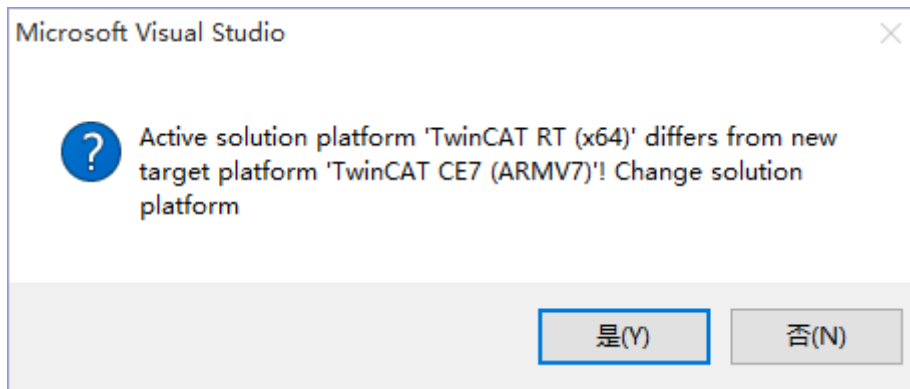 Microsoft Visual Studio
Active solution platform 'TwinCAT RT (x64)' differs from new
target platform 'TwinCAT CE7 (ARMV7)'! Change solution
platform
是(Y)
否(N)